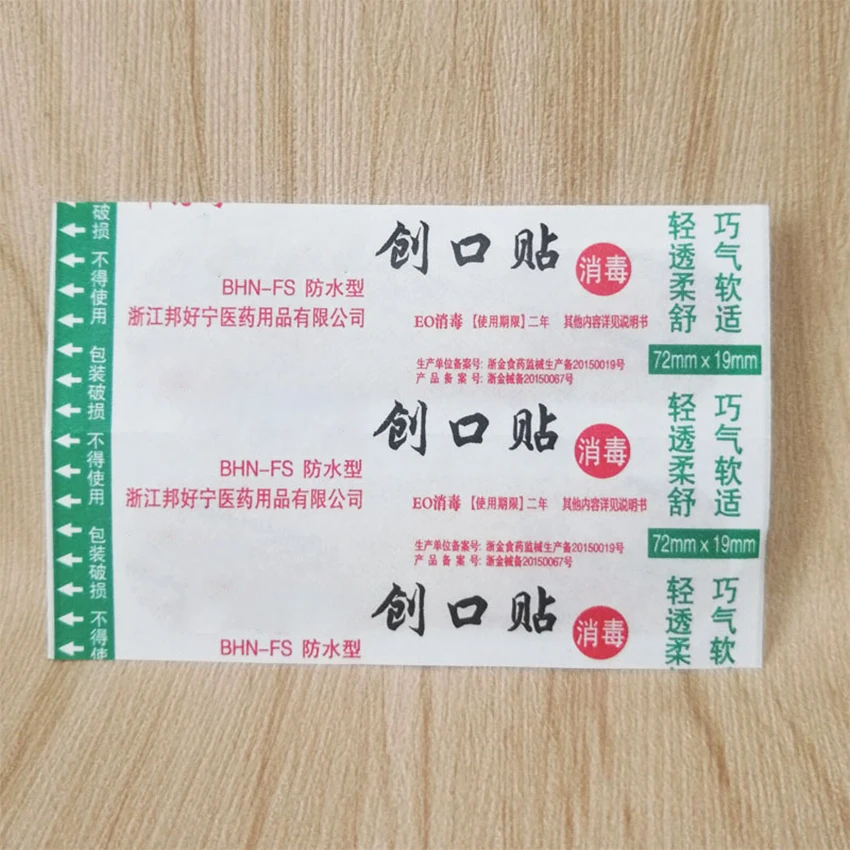 破损 不得使用 包装破损 不得使用 包装破损 不得使
创口贴
消毒
轻巧
透气
柔软
舒适
BHN-FS 防水型
浙江邦好宁医药用品有限公司
EO消毒【使用期限】二年 其他内容详见说明书
72mm x 19mm
生产单位备案号: 浙金食药监械生产备20150019号
产品备案号: 浙金械备20150067号
创口贴
消毒
轻巧
透气
柔软
舒适
BHN-FS 防水型
浙江邦好宁医药用品有限公司
EO消毒【使用期限】二年 其他内容详见说明书
72mm x 19mm
生产单位备案号: 浙金食药监械生产备20150019号
产品备案号: 浙金械备20150067号
创口贴
消毒
轻巧
透气
柔软
BHN-FS 防水型